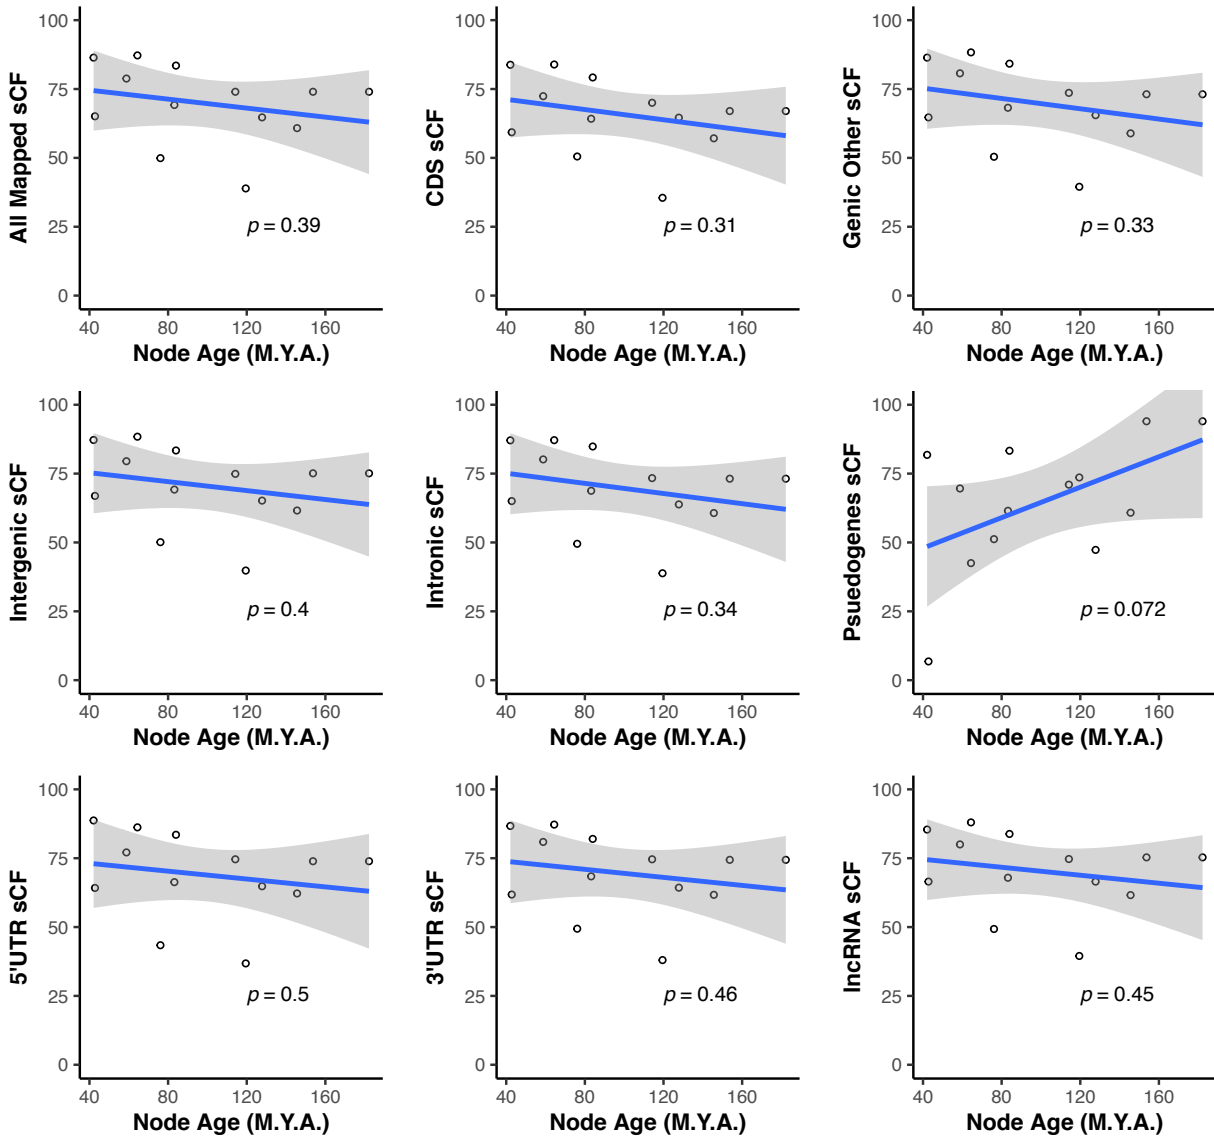 All Mapped sCF
100
75
50
25
0
p = 0.39
40 80 120 160
Node Age (M.Y.A.)
CDS sCF
100
75
50
25
0
p = 0.31
40 80 120 160
Node Age (M.Y.A.)
Genic Other sCF
100
75
50
25
0
p = 0.33
40 80 120 160
Node Age (M.Y.A.)
Intergenic sCF
100
75
50
25
0
p = 0.4
40 80 120 160
Node Age (M.Y.A.)
Intronic sCF
100
75
50
25
0
p = 0.34
40 80 120 160
Node Age (M.Y.A.)
Psuedogenes sCF
100
75
50
25
0
p = 0.072
40 80 120 160
Node Age (M.Y.A.)
5'UTR sCF
100
75
50
25
0
p = 0.5
40 80 120 160
Node Age (M.Y.A.)
3'UTR sCF
100
75
50
25
0
p = 0.46
40 80 120 160
Node Age (M.Y.A.)
lncRNA sCF
100
75
50
25
0
p = 0.45
40 80 120 160
Node Age (M.Y.A.)